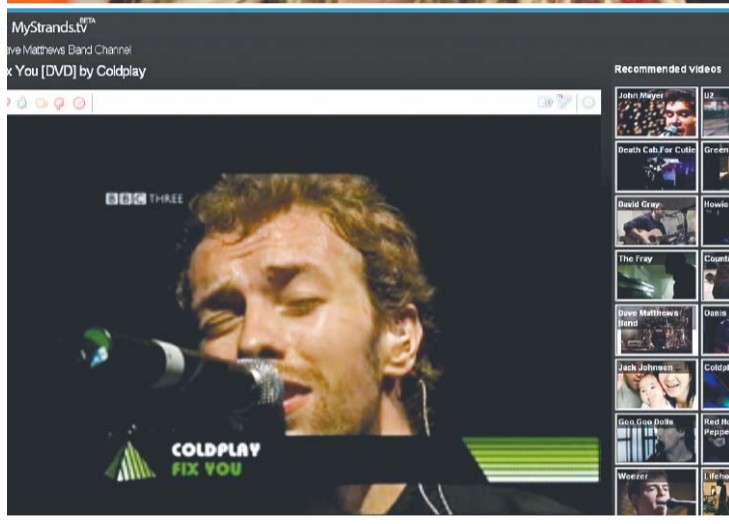 MyStrands.tv BETA
ave Matthews Band Channel
x You [DVD] by Coldplay
Recommended videos
John Mayer
U2
Death Cab For Cutie
Green
David Gray
Howie
The Fray
Count
Dave Matthews
Band
Oasis
Jack Johnson
Coldpl
Goo Goo Dolls
Red Ho
Peppe
Weezer
Lifeho
BBC THREE
COLDPLAY
FIX YOU